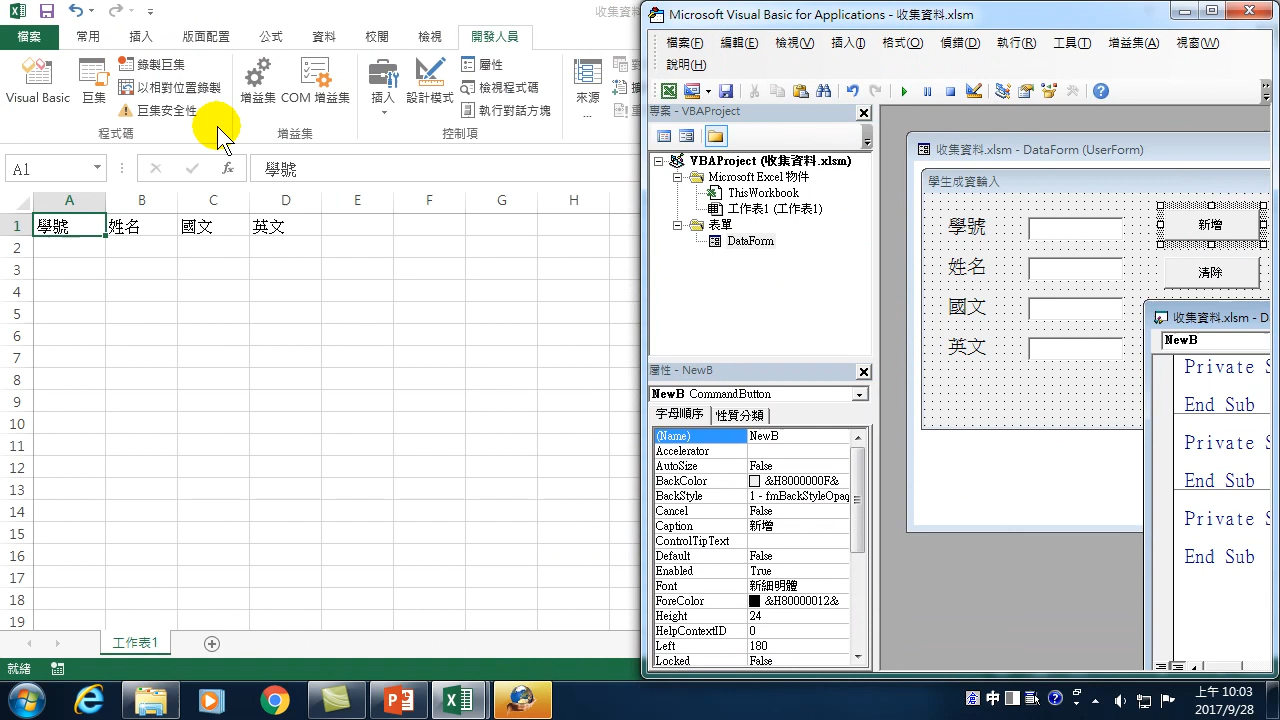 收集資料
檔案 常用 插入 版面配置 公式 資料 校閱 檢視 開發人員
Visual Basic 巨集 錄製巨集 以相對位置錄製 巨集安全性 增益集 COM 增益集 插入 設計模式 屬性 檢視程式碼 執行對話方塊 來源
程式碼 增益集 控制項
A1 fx 學號
A B C D E F G H
1 學號 姓名 國文 英文
2
3
4
5
6
7
8
9
10
11
12
13
14
15
16
17
18
19
工作表1
就緒
Microsoft Visual Basic for Applications - 收集資料.xlsm
檔案(F) 編輯(E) 檢視(V) 插入(I) 格式(O) 偵錯(D) 執行(R) 工具(T) 增益集(A) 視窗(W)
說明(H)
專案 - VBAProject
VBAProject (收集資料.xlsm)
Microsoft Excel 物件
ThisWorkbook
工作表1 (工作表1)
表單
DataForm
屬性 - NewB
NewB CommandButton
字母順序 性質分類
(Name) NewB
Accelerator
AutoSize False
BackColor &H8000000F&
BackStyle 1 - fmBackStyleOpaq
Cancel False
Caption 新增
ControlTipText
Default False
Enabled True
Font 新細明體
ForeColor &H80000012&
Height 24
HelpContextID 0
Left 180
Locked False
收集資料.xlsm - DataForm (UserForm)
學生成資輸入
學號 新增
姓名 清除
國文
英文
收集資料.xlsm - D
NewB
Private S
End Sub
Private S
End Sub
Private S
End Sub
中
上午 10:03
2017/9/28